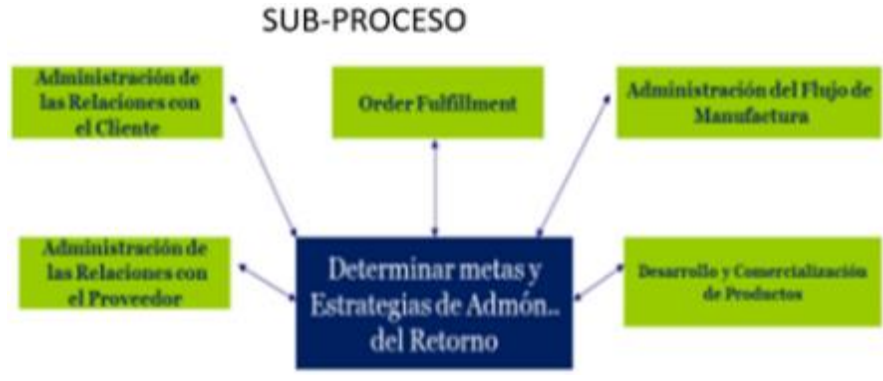 SUB-PROCESO
Administración de
las Relaciones con
el Cliente
Order Fulfillment
Administración del Flujo de
Manufactura
Administración de
las Relaciones con
el Proveedor
Determinar metas y
Estrategias de Admón..
del Retorno
Desarrollo y Comercialización
de Productos